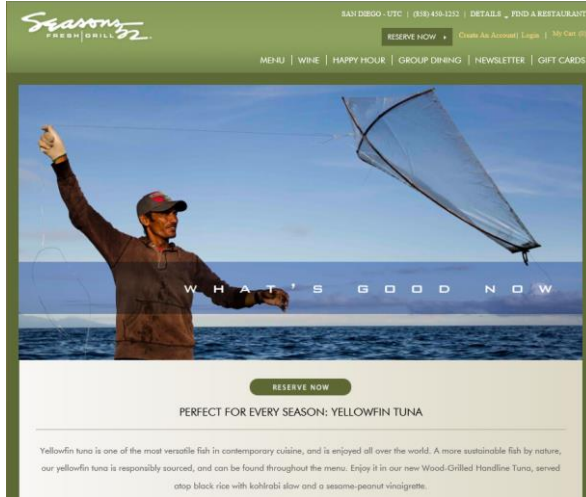 Seasons 52
FRESH GRILL
SAN DIEGO - UTC | (858) 450-1252 | DETAILS | FIND A RESTAURANT
RESERVE NOW
Create An Account | Login | My Cart (0)
MENU | WINE | HAPPY HOUR | GROUP DINING | NEWSLETTER | GIFT CARDS
WHAT'S GOOD NOW
RESERVE NOW
PERFECT FOR EVERY SEASON: YELLOWFIN TUNA
Yellowfin tuna is one of the most versatile fish in contemporary cuisine, and is enjoyed all over the world. A more sustainable fish by nature,
our yellowfin tuna is responsibly sourced, and can be found throughout the menu. Enjoy it in our new Wood-Grilled Handline Tuna, served
atop black rice with kohlrabi slaw and a sesame-peanut vinaigrette.